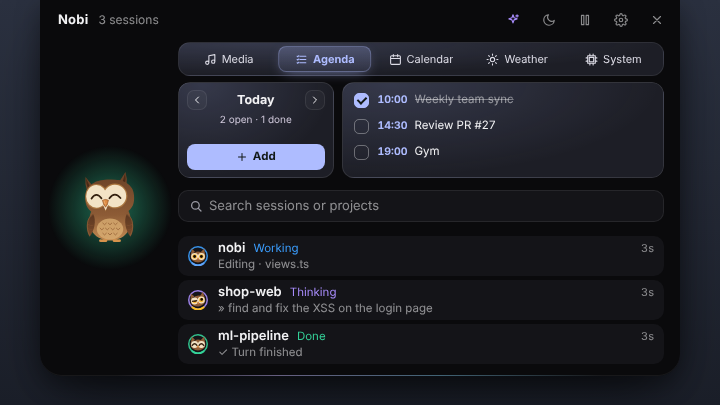 Nobi 3 sessions
Media Agenda Calendar Weather System
Today
2 open · 1 done
+ Add
10:00 Weekly team sync
14:30 Review PR #27
19:00 Gym
Search sessions or projects
nobi Working 3s
Editing · views.ts
shop-web Thinking 3s
» find and fix the XSS on the login page
ml-pipeline Done 3s
✓ Turn finished